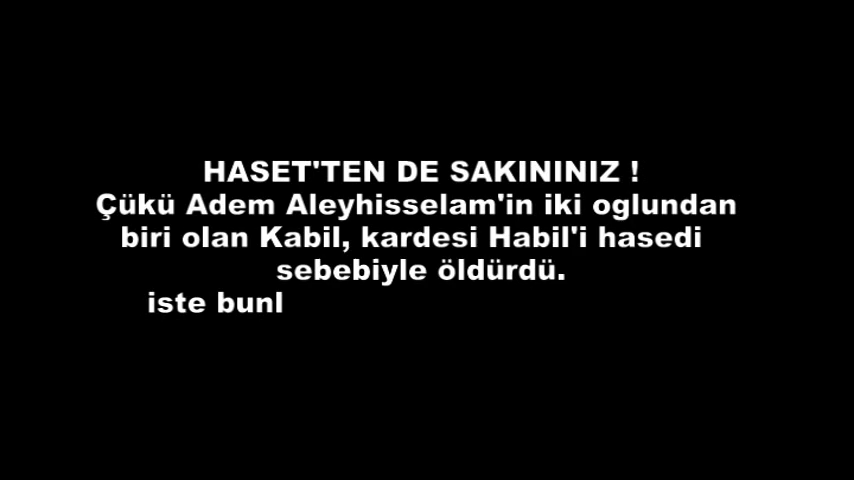 HASET'TEN DE SAKININIZ !
Çükü Adem Aleyhisselam'in iki oglundan
biri olan Kabil, kardesi Habil'i hasedi
sebebiyle öldürdü.
iste bunl